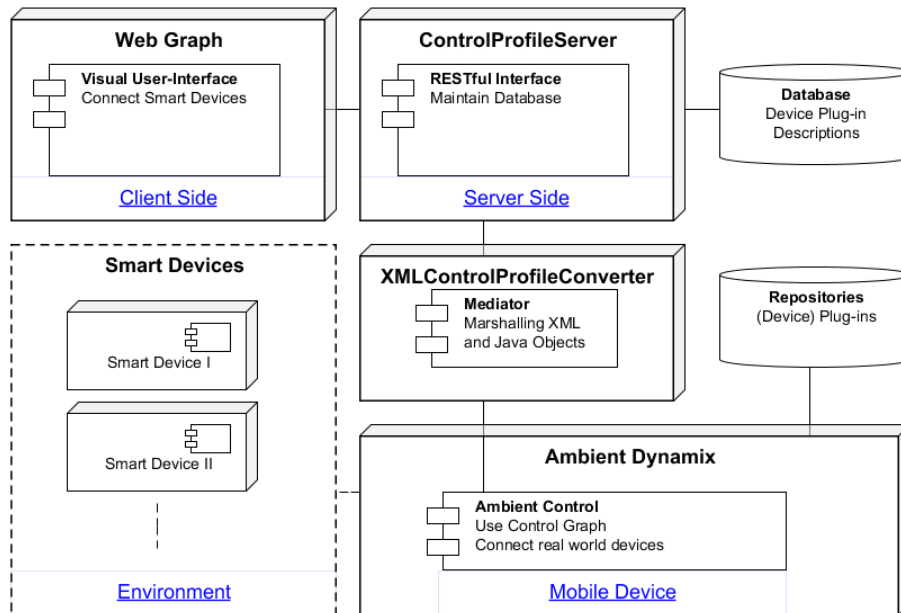 Web Graph
Visual User-Interface
Connect Smart Devices
Client Side
ControlProfileServer
RESTful Interface
Maintain Database
Server Side
Database
Device Plug-in
Descriptions
Smart Devices
Smart Device I
Smart Device II
Environment
XMLControlProfileConverter
Mediator
Marshalling XML
and Java Objects
Repositories
(Device) Plug-ins
Ambient Dynamix
Ambient Control
Use Control Graph
Connect real world devices
Mobile Device